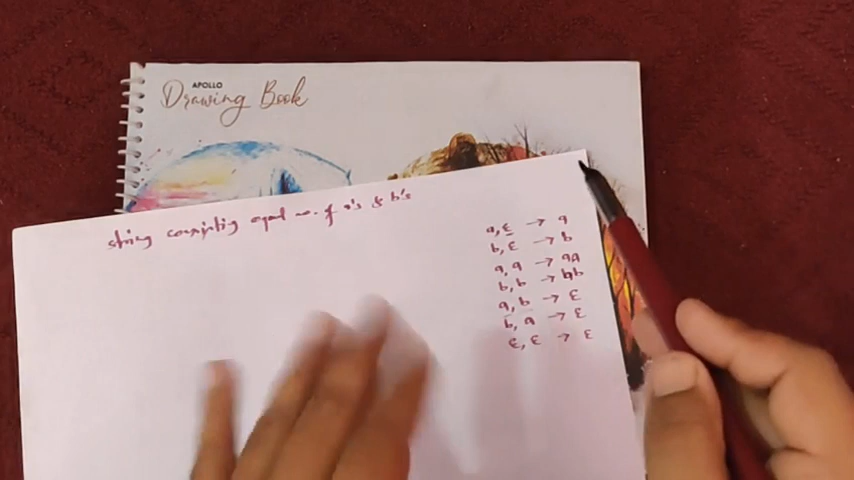 APOLLO
Drawing Book
string consisting equal no. of a's & b's
a, ε → a
b, ε → b
a, a → aa
b, b → bb
a, b → ε
b, a → ε
ε, ε → ε